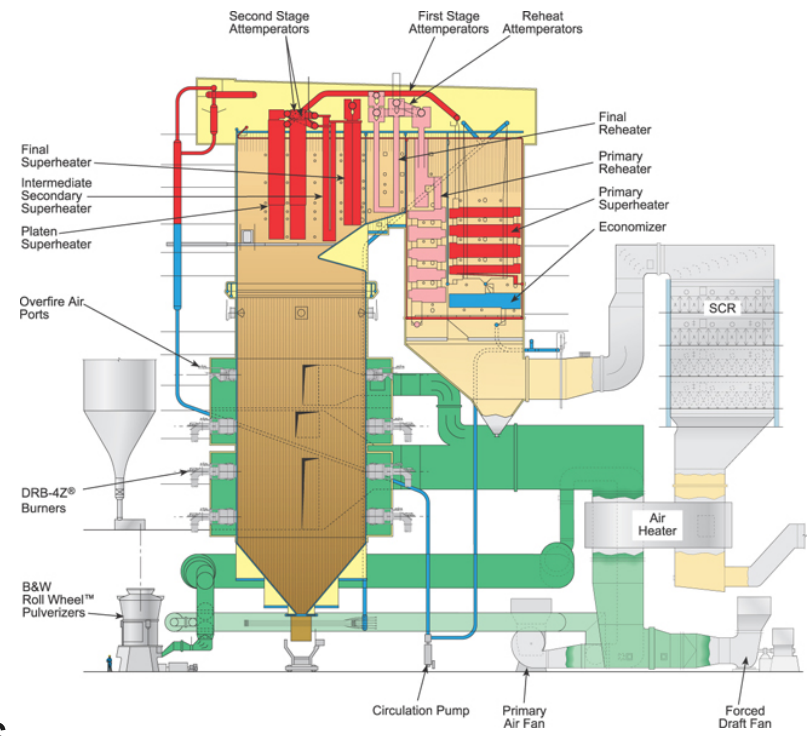 Second Stage
Attemperators
First Stage
Attemperators
Reheat
Attemperators
Final
Reheater
Primary
Reheater
Primary
Superheater
Economizer
Final
Superheater
Intermediate
Secondary
Superheater
Platen
Superheater
Overfire Air
Ports
SCR
DRB-4Z®
Burners
Air
Heater
B&W
Roll Wheel™
Pulverizers
Circulation Pump
Primary
Air Fan
Forced
Draft Fan